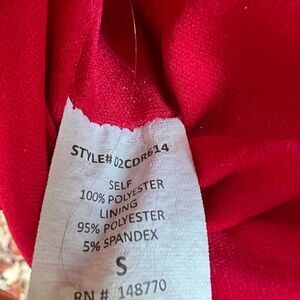 STYLE# 02CDR614
SELF
100% POLYESTER
LINING
95% POLYESTER
5% SPANDEX
S
RN # 148770